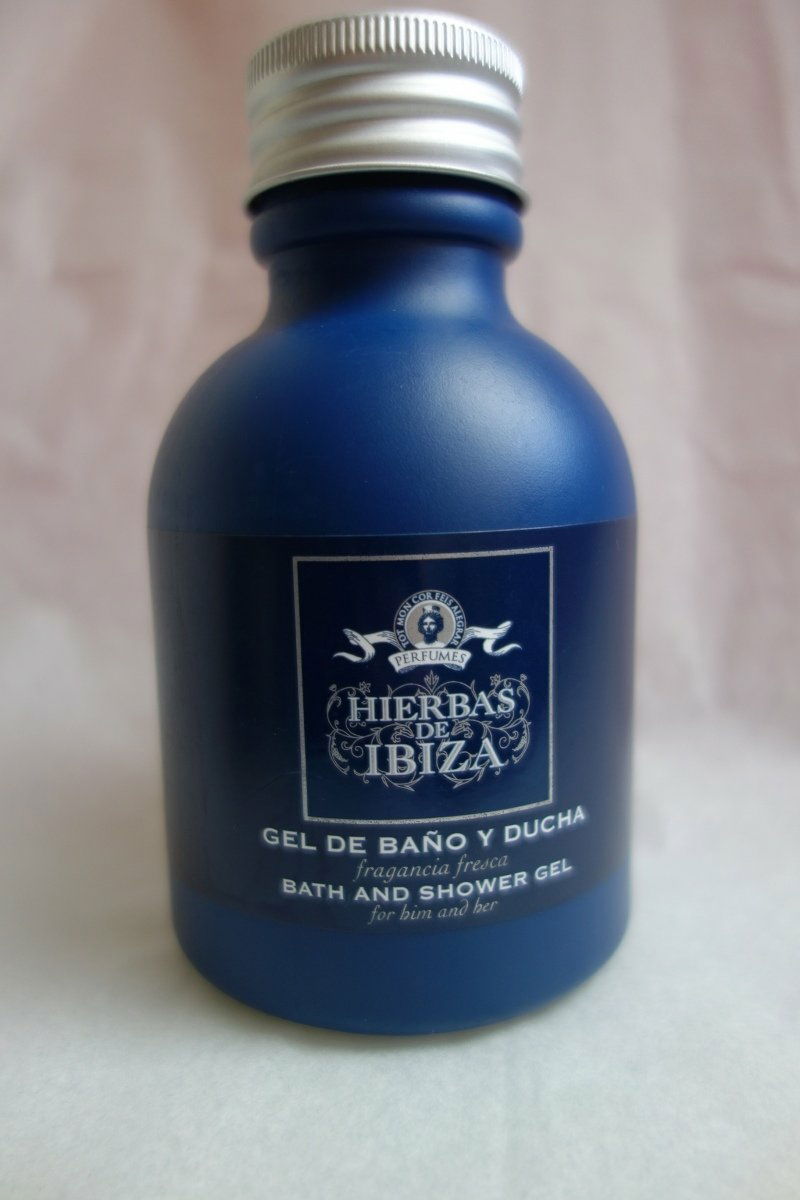 TOT MON COR FEIS ALEGRAR
PERFUMES
HIERBAS
DE
IBIZA
GEL DE BAÑO Y DUCHA
fragancia fresca
BATH AND SHOWER GEL
for him and her